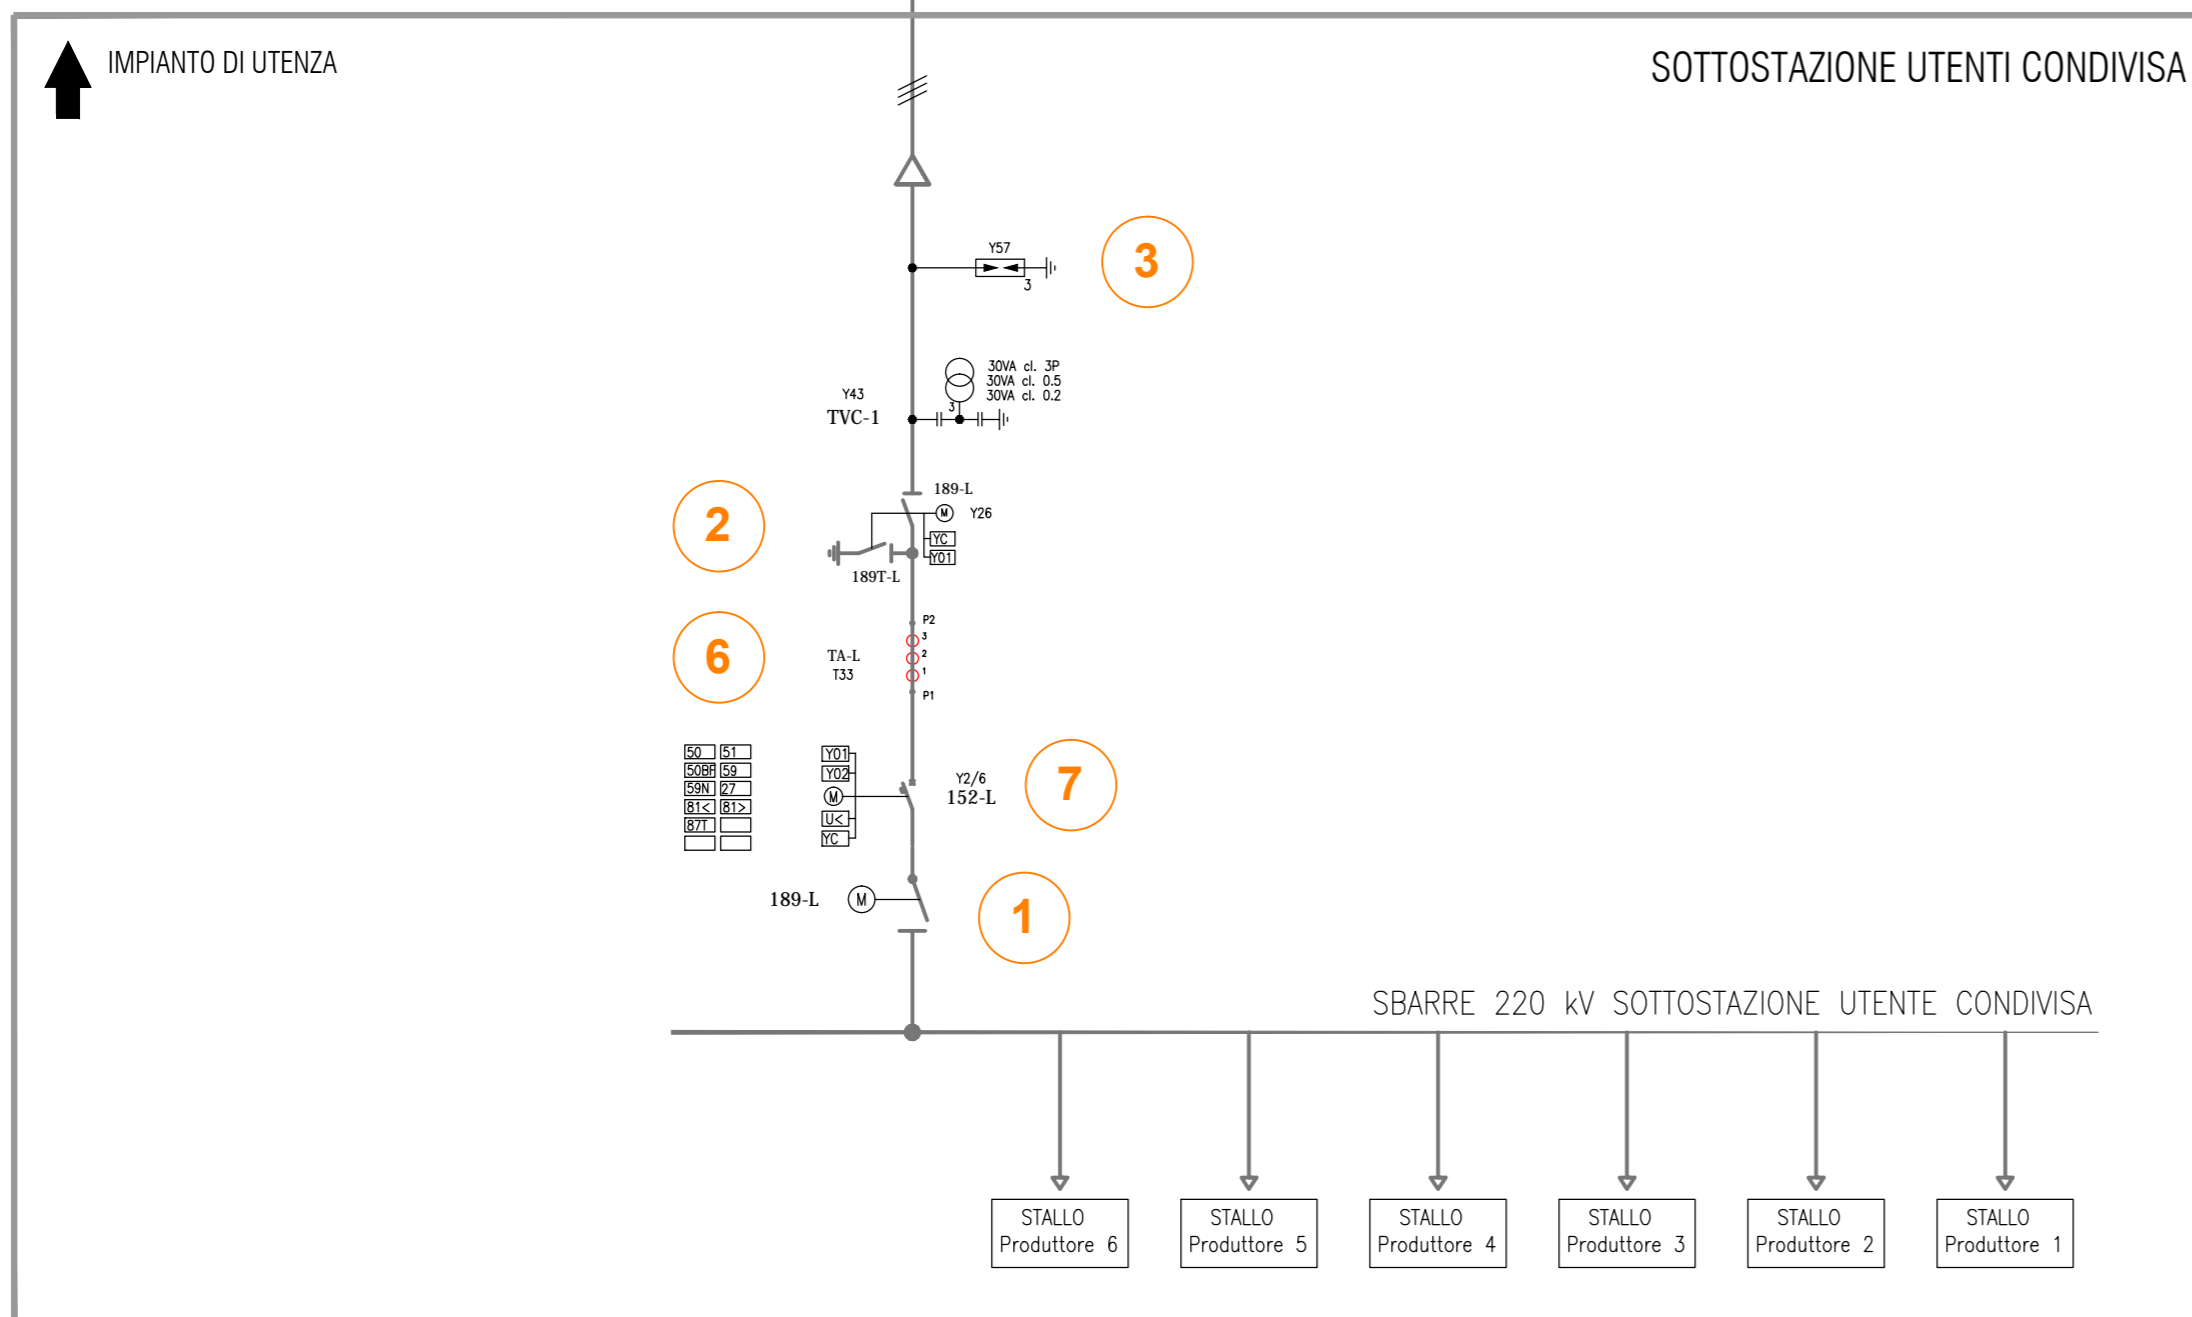 IMPIANTO DI UTENZA
SOTTOSTAZIONE UTENTI CONDIVISA
Y57
3
3
30VA cl. 3P
30VA cl. 0.5
30VA cl. 0.2
Y43
TVC-1
3
189-L
M
Y26
2
YC
Y01
189T-L
P2
3
6
TA-L
2
T33
1
P1
50 51
50BF 59
59N 27
81< 81>
87T
Y01
Y02
M
U<
YC
Y2/6
152-L
7
189-L
M
1
SBARRE 220 kV SOTTOSTAZIONE UTENTE CONDIVISA
STALLO
Produttore 6
STALLO
Produttore 5
STALLO
Produttore 4
STALLO
Produttore 3
STALLO
Produttore 2
STALLO
Produttore 1